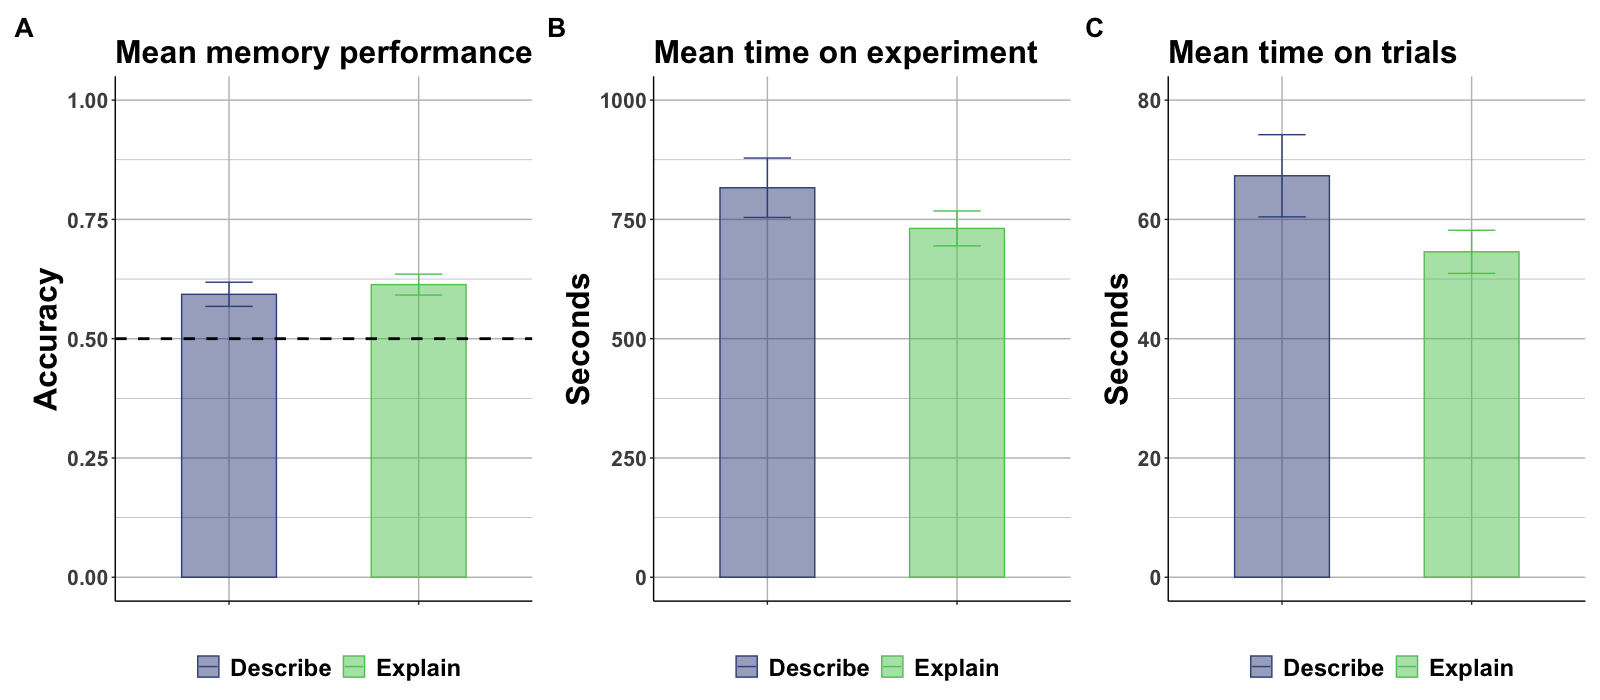 A
Mean memory performance
Accuracy
1.00
0.75
0.50
0.25
0.00
Describe Explain
B
Mean time on experiment
Seconds
1000
750
500
250
0
Describe Explain
C
Mean time on trials
Seconds
80
60
40
20
0
Describe Explain